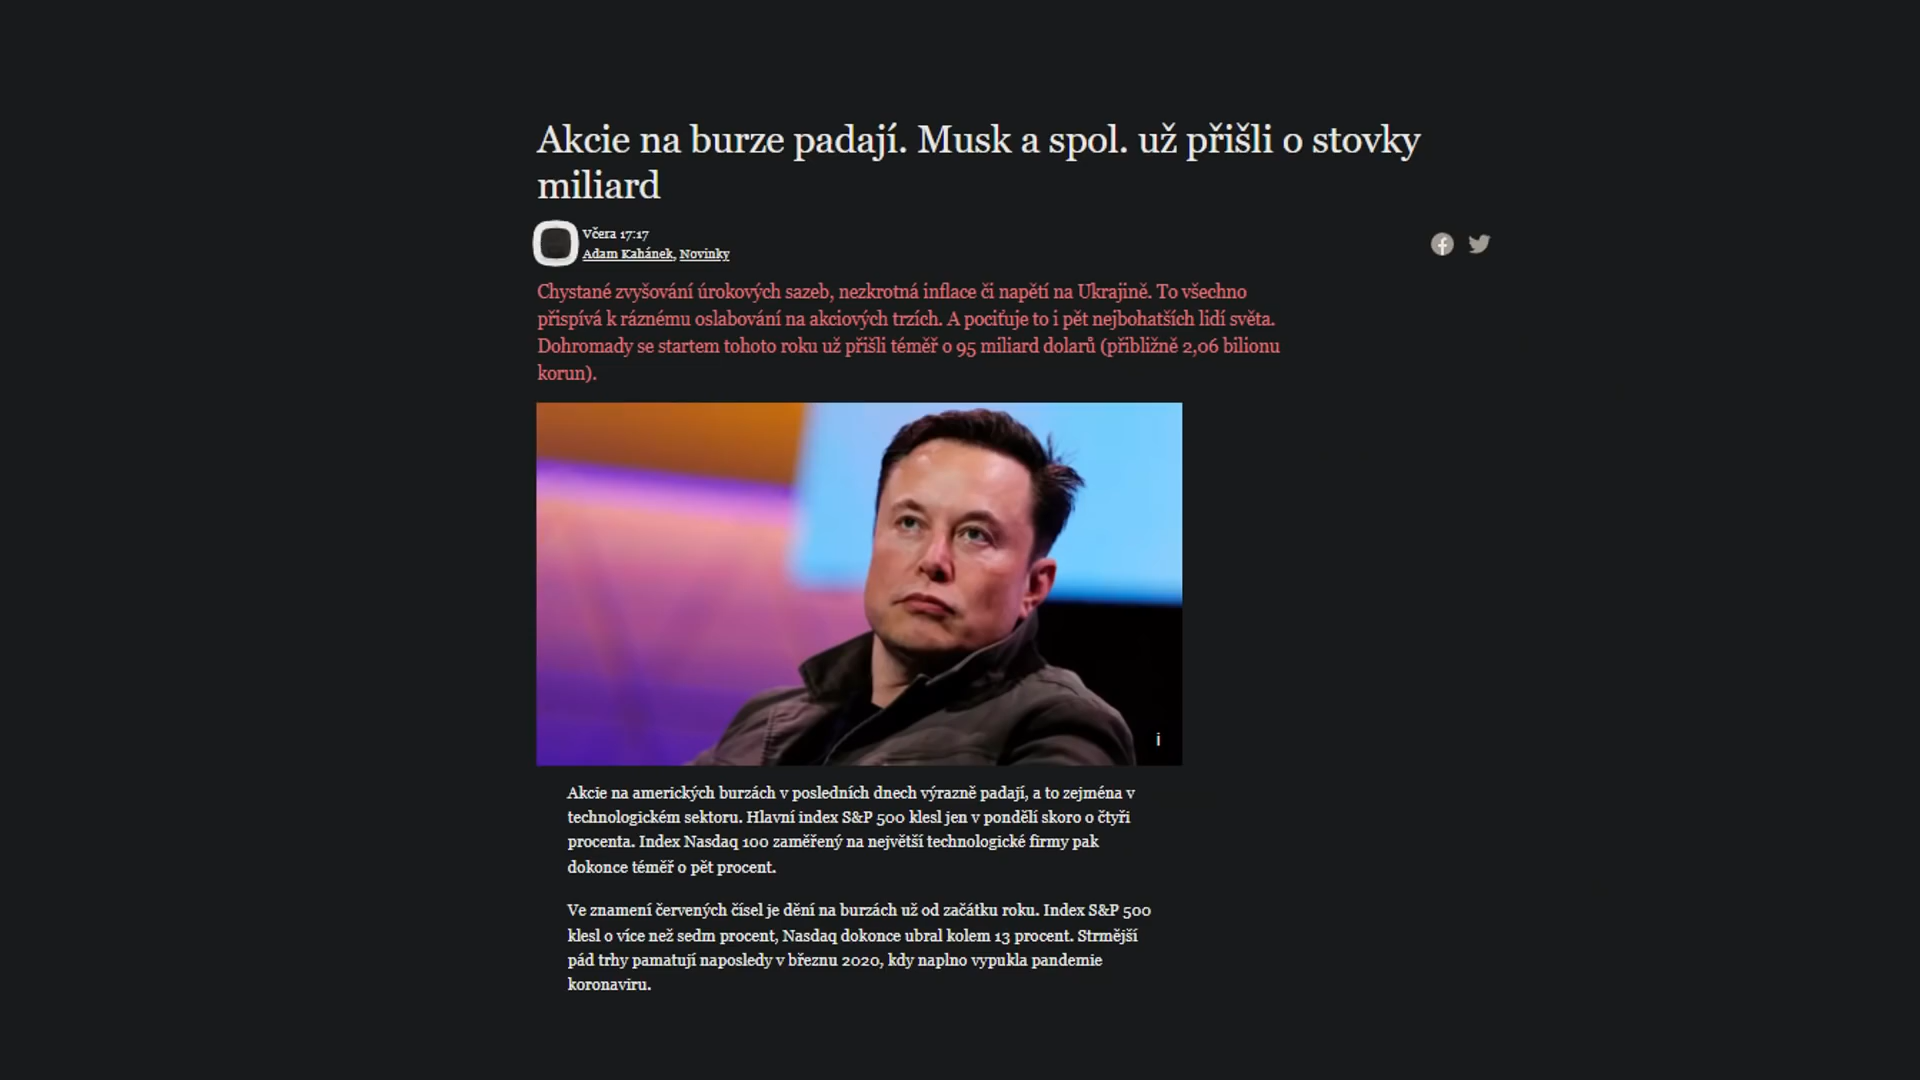 Akcie na burze padají. Musk a spol. už přišli o stovky
miliard
Včera 17:17
Adam Kahánek, Novinky
Chystané zvyšování úrokových sazeb, nezkrotná inflace či napětí na Ukrajině. To všechno
přispívá k ráznému oslabování na akciových trzích. A pociťuje to i pět nejbohatších lidí světa.
Dohromady se startem tohoto roku už přišli téměř o 95 miliard dolarů (přibližně 2,06 bilionu
korun).
i
Akcie na amerických burzách v posledních dnech výrazně padají, a to zejména v
technologickém sektoru. Hlavní index S&P 500 klesl jen v pondělí skoro o čtyři
procenta. Index Nasdaq 100 zaměřený na největší technologické firmy pak
dokonce téměř o pět procent.
Ve znamení červených čísel je dění na burzách už od začátku roku. Index S&P 500
klesl o více než sedm procent, Nasdaq dokonce ubral kolem 13 procent. Strmější
pád trhy pamatují naposledy v březnu 2020, kdy naplno vypukla pandemie
koronaviru.